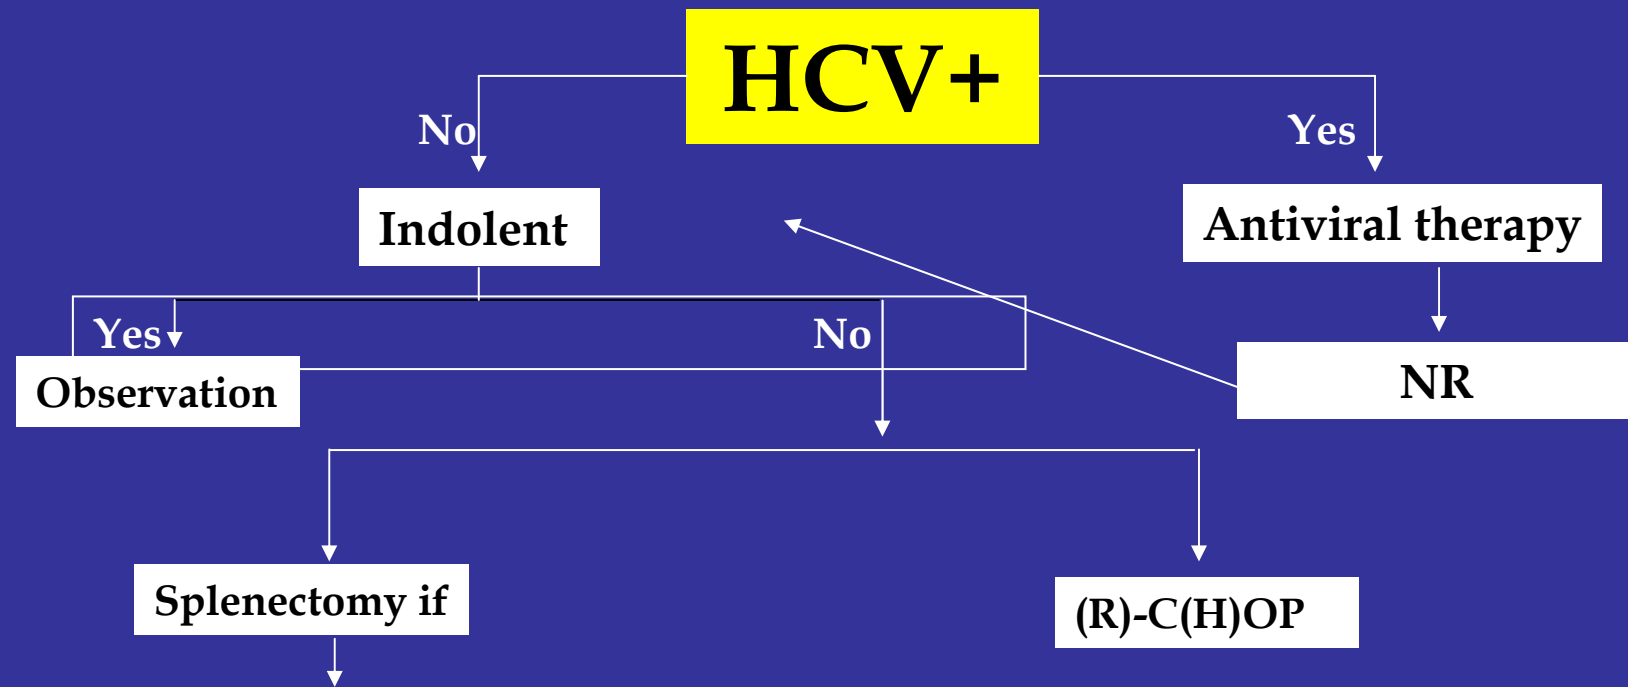 HCV+
No
Yes
Indolent
Antiviral therapy
Yes
No
Observation
NR
Splenectomy if
(R)-C(H)OP